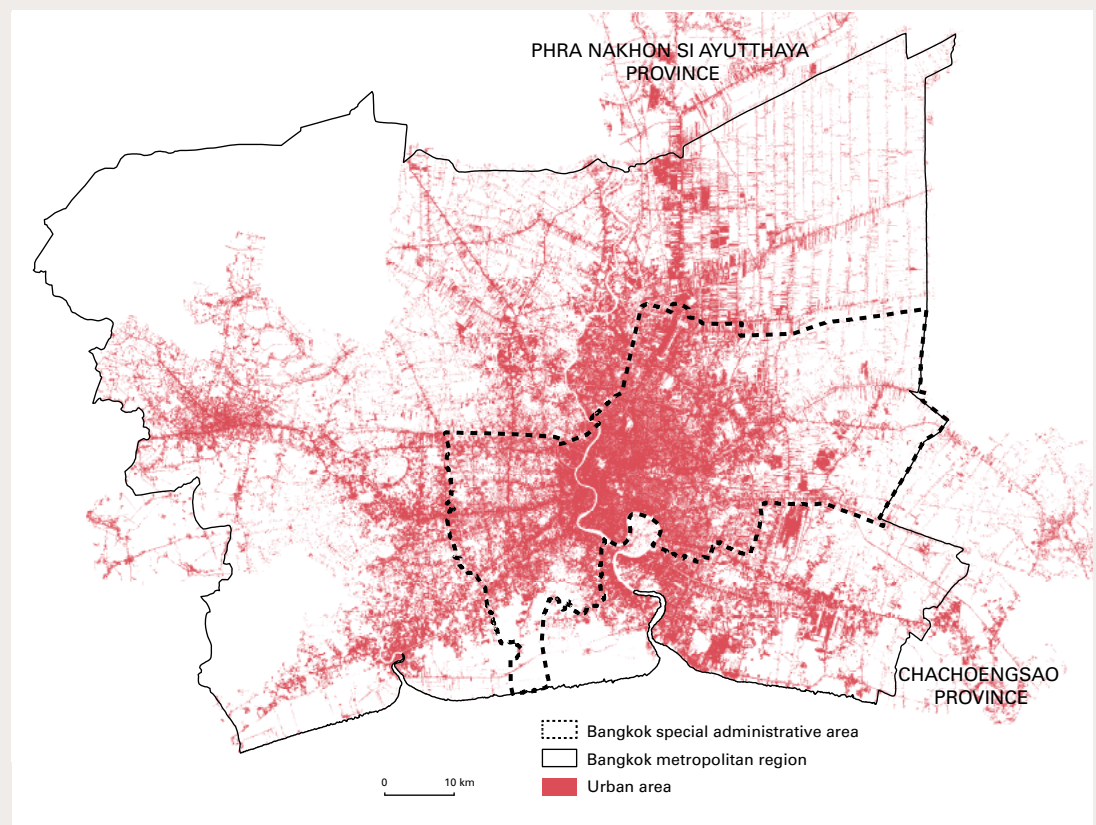 PHRA NAKHON SI AYUTTHAYA
PROVINCE
CHACHOENGSAO
PROVINCE
Bangkok special administrative area
Bangkok metropolitan region
Urban area
0 10 km